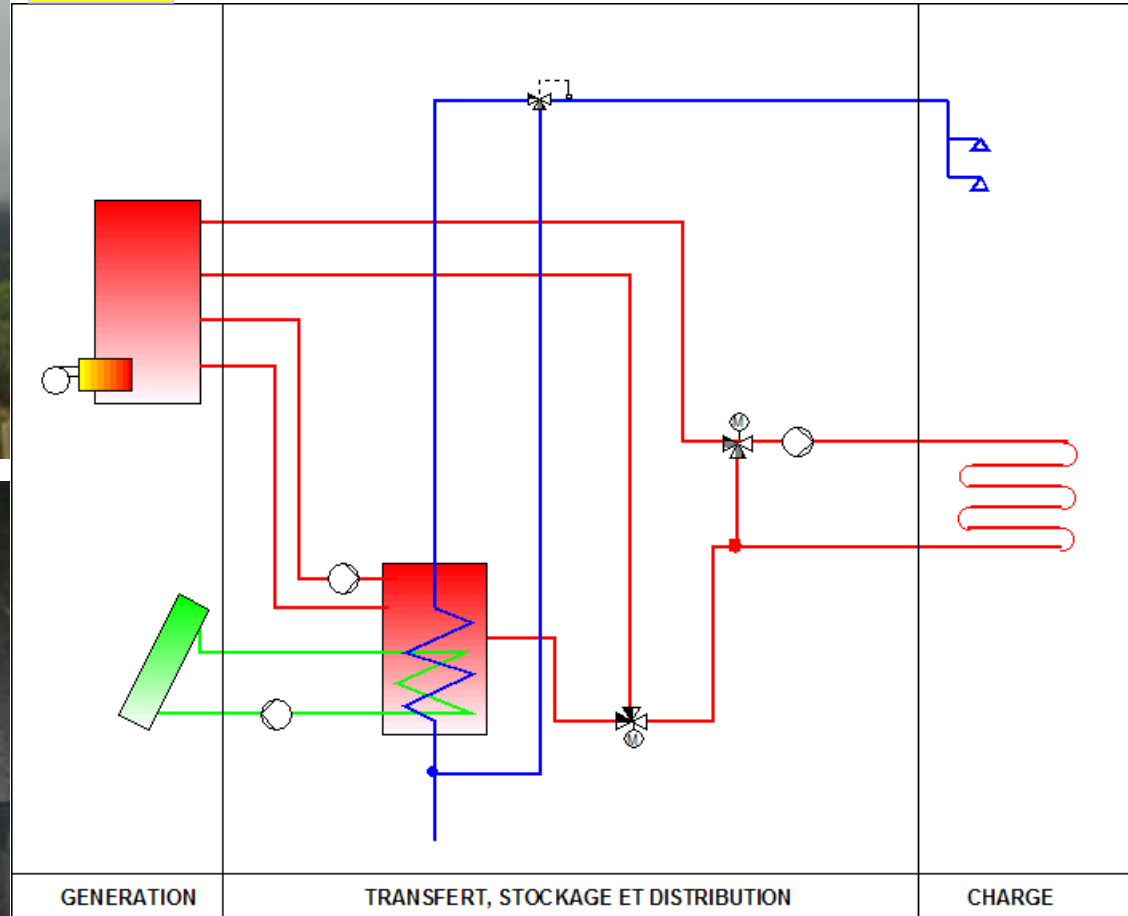 M
M
GENERATION
TRANSFERT, STOCKAGE ET DISTRIBUTION
CHARGE